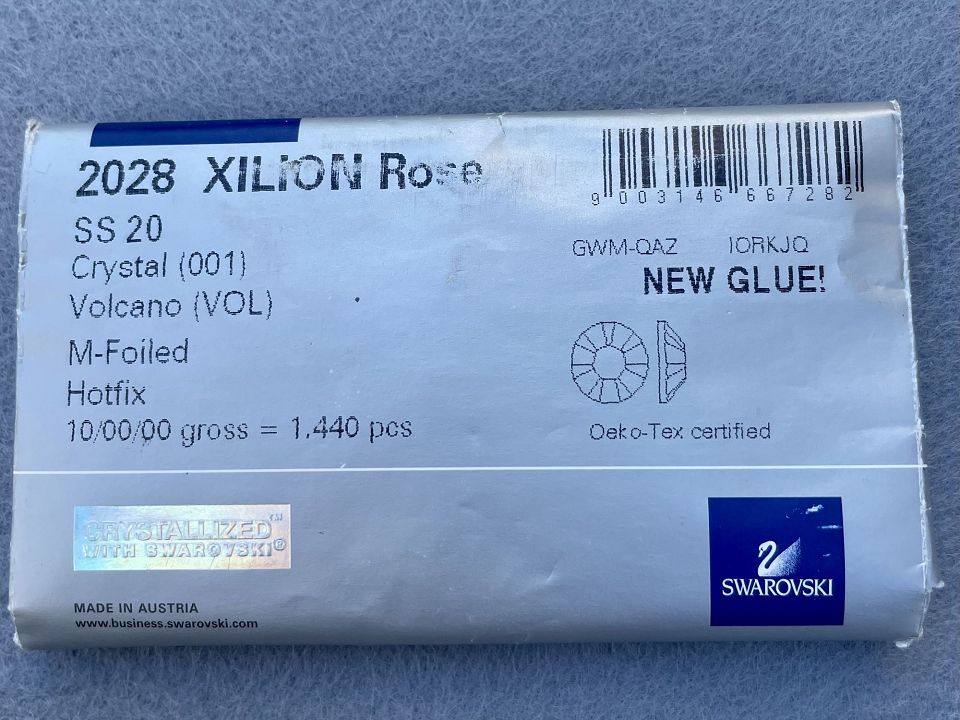 2028 XILION Rose
SS 20
Crystal (001)
Volcano (VOL)
M-Foiled
Hotfix
10/00/00 gross = 1.440 pcs
9 003146 667282
GWM-QAZ IORKJQ
NEW GLUE!
Oeko-Tex certified
CRYSTALLIZED™
WITH SWAROVSKI®
MADE IN AUSTRIA
www.business.swarovski.com
SWAROVSKI